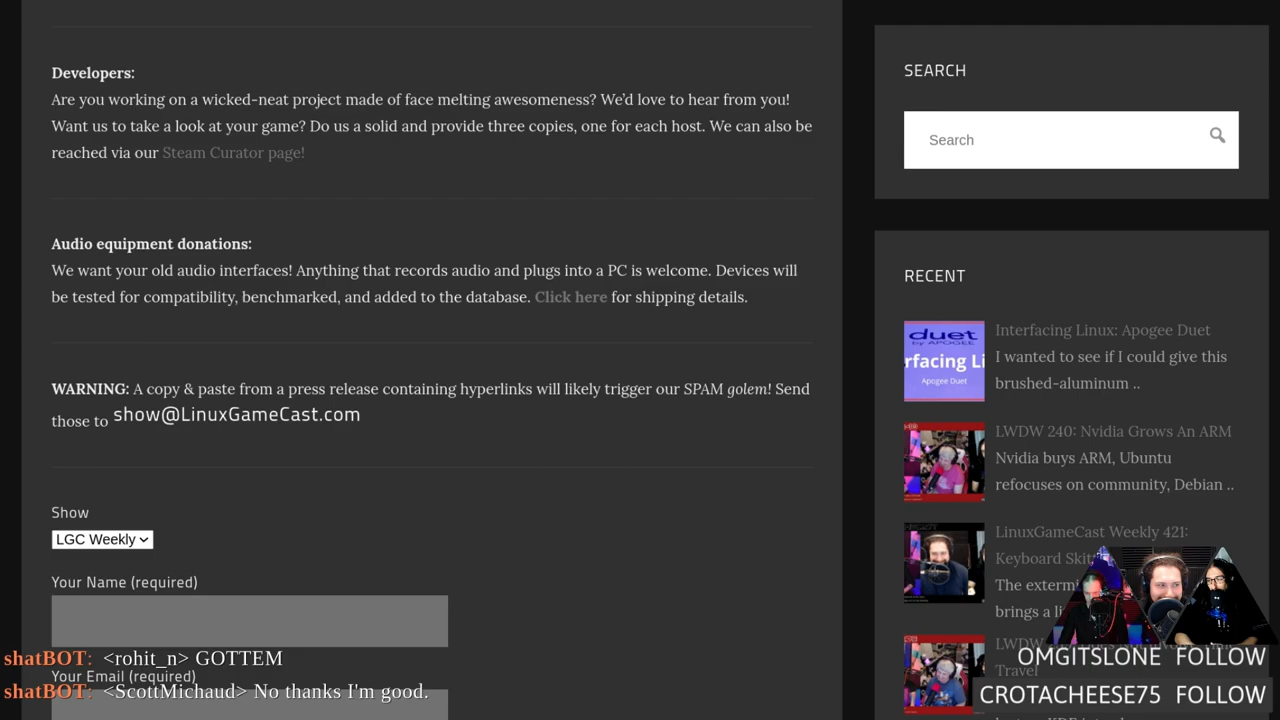 Developers:
Are you working on a wicked-neat project made of face melting awesomeness? We’d love to hear from you!
Want us to take a look at your game? Do us a solid and provide three copies, one for each host. We can also be
reached via our Steam Curator page!
Audio equipment donations:
We want your old audio interfaces! Anything that records audio and plugs into a PC is welcome. Devices will
be tested for compatibility, benchmarked, and added to the database. Click here for shipping details.
WARNING: A copy & paste from a press release containing hyperlinks will likely trigger our SPAM golem! Send
those to show@LinuxGameCast.com
Show
LGC Weekly
Your Name (required)
shatBOT: <rohit_n> GOTTEM
Your Email (required)
shatBOT: <ScottMichaud> No thanks I'm good.
SEARCH
Search
RECENT
duet
by APOGEE
rfacing Li
Apogee Duet
Interfacing Linux: Apogee Duet
I wanted to see if I could give this
brushed-aluminum ..
LWDW 240: Nvidia Grows An ARM
Nvidia buys ARM, Ubuntu
refocuses on community, Debian ..
LinuxGameCast Weekly 421:
Keyboard
The
brings a
LWDW
Travel
OMGITSLONE FOLLOW
CROTACHEESE75 FOLLOW